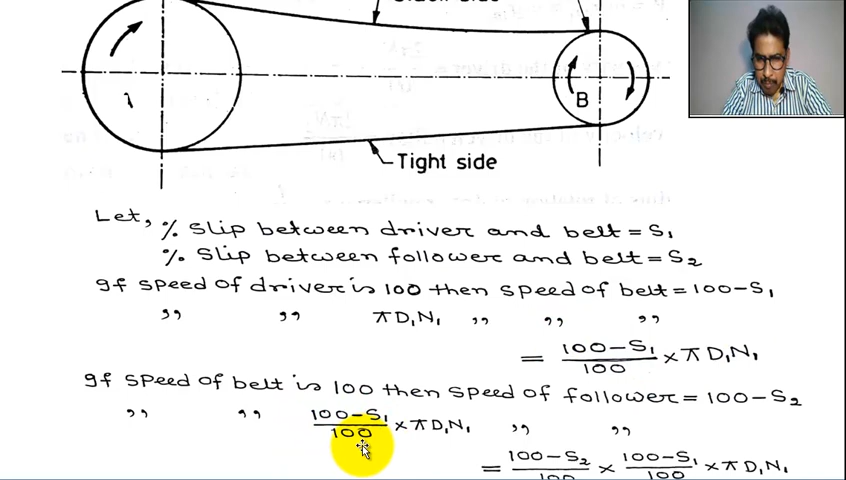 B
Tight side
Let, % Slip between driver and belt = S₁
% Slip between follower and belt = S₂
If speed of driver is 100 then speed of belt = 100-S₁
,, ,, πD₁N₁ ,, ,, ,,
= (100-S₁)/100 × πD₁N₁
If speed of belt is 100 then speed of follower = 100-S₂
,, ,, (100-S₁)/100 × πD₁N₁ ,, ,,
= (100-S₂)/100 × (100-S₁)/100 × πD₁N₁